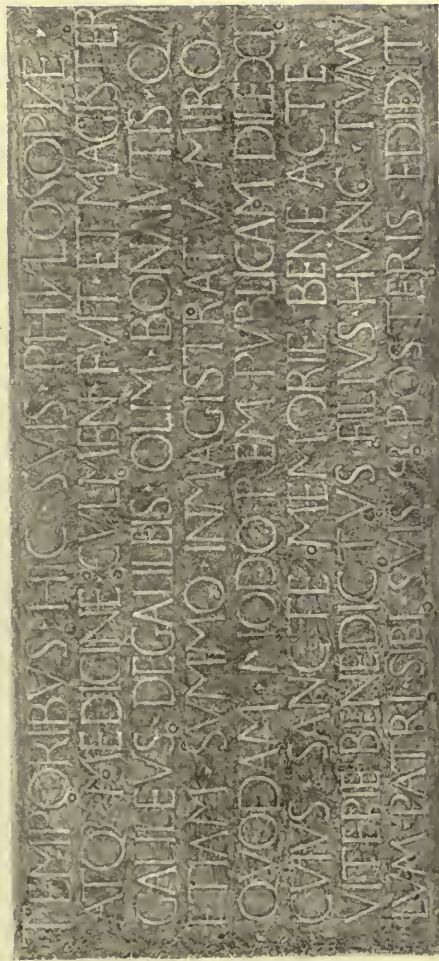 TEMPORIBVS · HIC · SVIS · PHYLOSOPHIE
ATQ · MEDICINE · CVLMEN FVIT · ET · MAGISTER
GALILEVS · DE GALILEIS · OLIM · BONAIVTIS · QVI
ETIAM · SVMMO IN MAGISTRATV MIRO
QVODAM MODO REMPVBLICAM DILEXIT
CVIVS SANCTE MEMORIE · BENE ACTE
VITE PIE BENEDICTVS · FILIVS · HVNC · TVMV
LVM · PATRI SIBI · SVIS Q · POSTERIS · EDIDIT